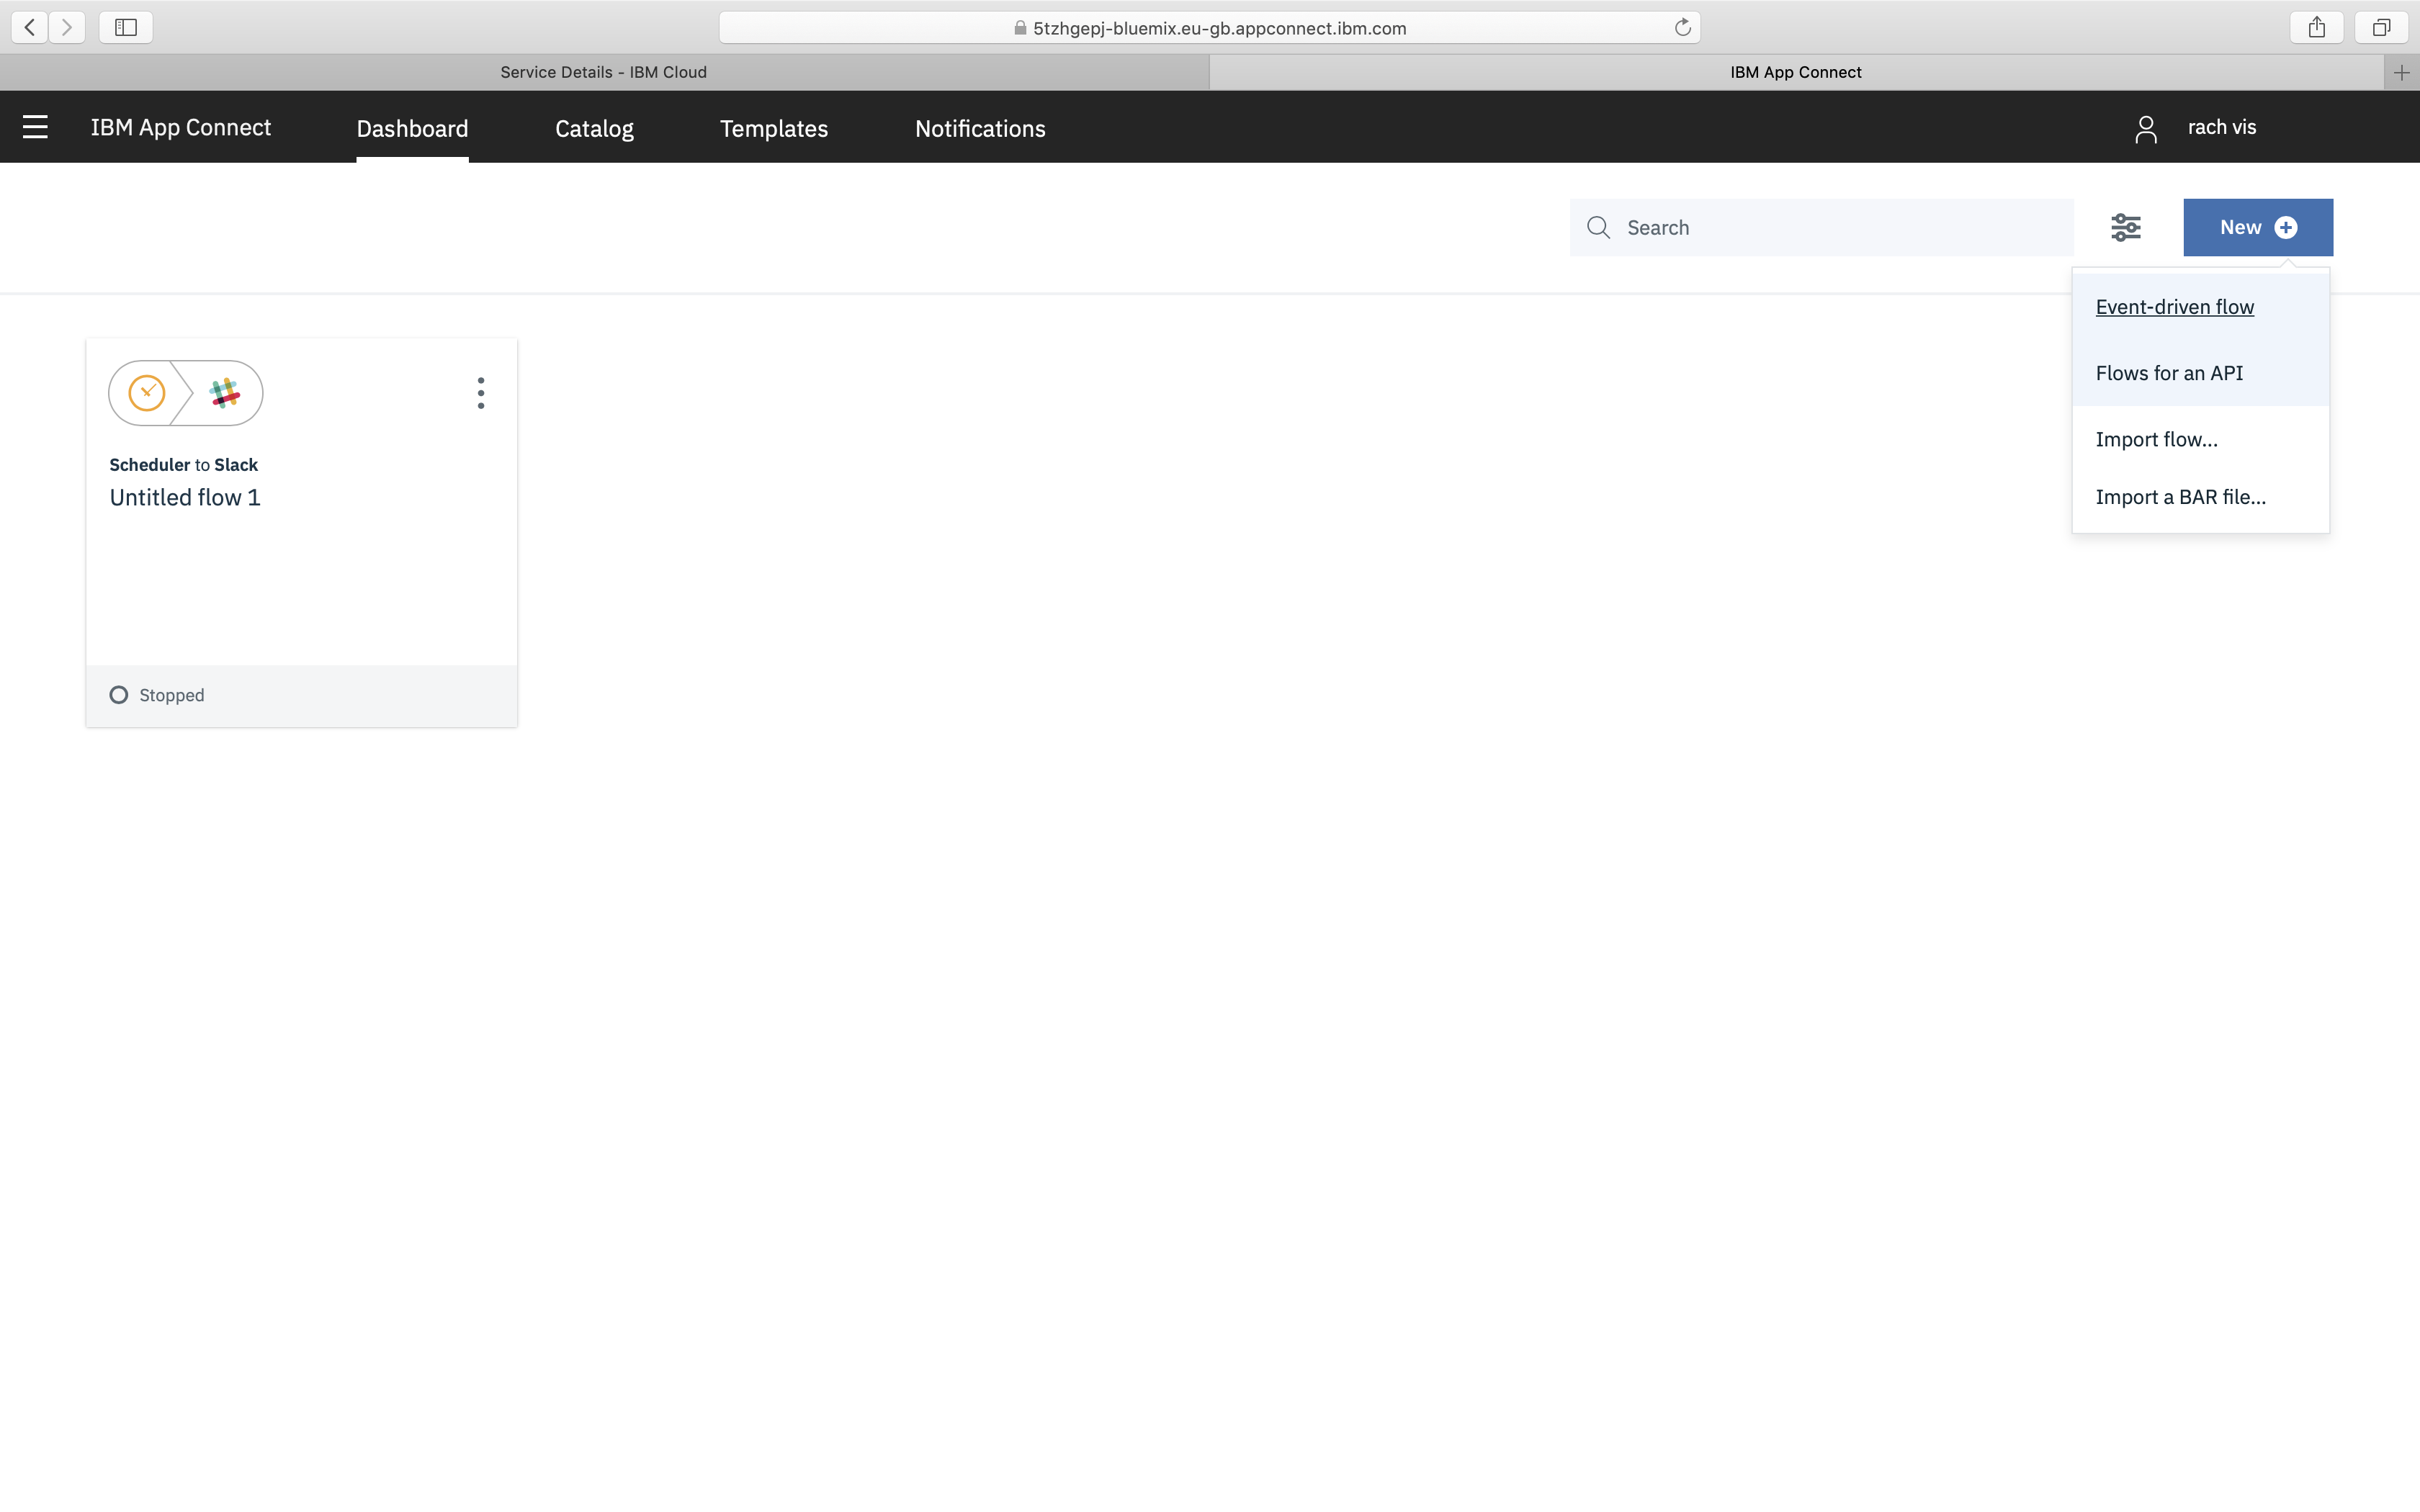 5tzhgepj-bluemix.eu-gb.appconnect.ibm.com
Service Details - IBM Cloud
IBM App Connect
IBM App Connect
Dashboard
Catalog
Templates
Notifications
rach vis
Search
New
Event-driven flow
Flows for an API
Import flow...
Import a BAR file...
Scheduler to Slack
Untitled flow 1
Stopped